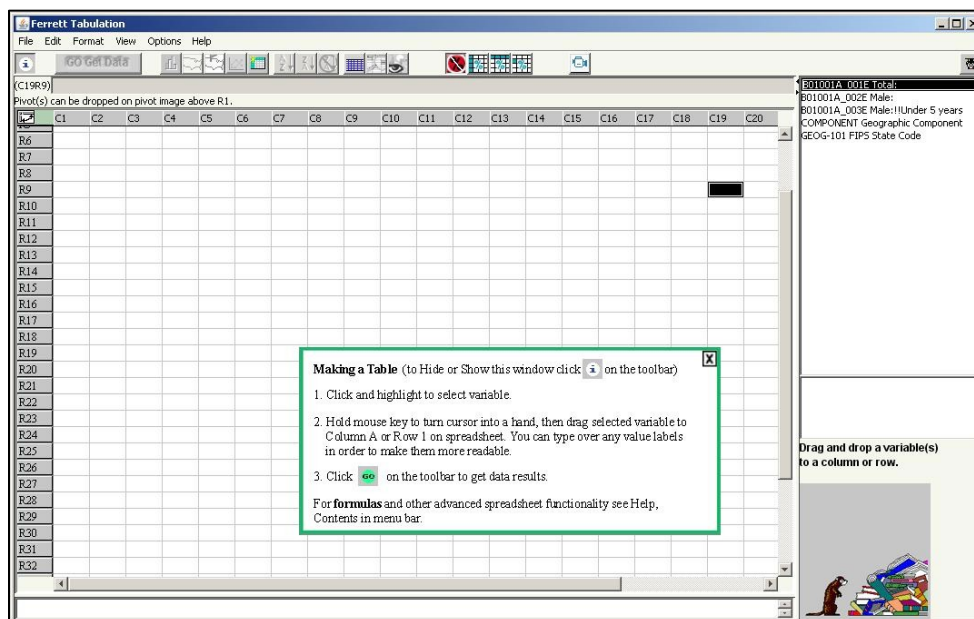 Ferrett Tabulation
File Edit Format View Options Help
GO Get Data
(C19R9)
Pivot(s) can be dropped on pivot image above R1.
C1 C2 C3 C4 C5 C6 C7 C8 C9 C10 C11 C12 C13 C14 C15 C16 C17 C18 C19 C20
R6
R7
R8
R9
R10
R11
R12
R13
R14
R15
R16
R17
R18
R19
R20
R21
R22
R23
R24
R25
R26
R27
R28
R29
R30
R31
R32
Making a Table (to Hide or Show this window click i on the toolbar)
1. Click and highlight to select variable.
2. Hold mouse key to turn cursor into a hand, then drag selected variable to
Column A or Row 1 on spreadsheet. You can type over any value labels
in order to make them more readable.
3. Click GO on the toolbar to get data results.
For formulas and other advanced spreadsheet functionality see Help,
Contents in menu bar.
B01001A_001E Total:
B01001A_002E Male:
B01001A_003E Male:!!Under 5 years
COMPONENT Geographic Component
GEOG-101 FIPS State Code
Drag and drop a variable(s)
to a column or row.